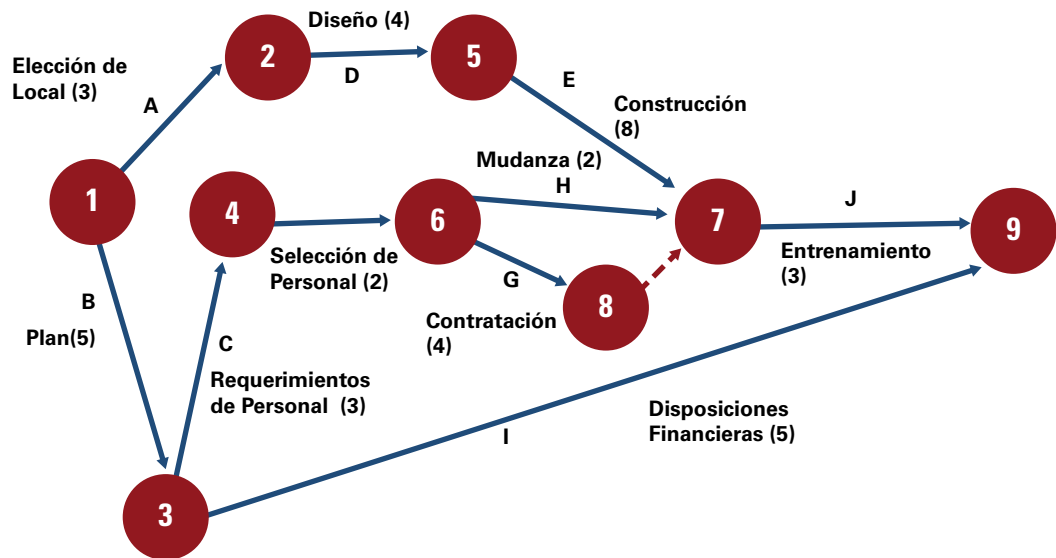 Diseño (4)
2
5
D
Elección de
Local (3)
A
E
Construcción
(8)
Mudanza (2)
H
1
4
6
7
J
9
Selección de
Personal (2)
G
Entrenamiento
(3)
B
Plan(5)
8
Contratación
(4)
C
Requerimientos
de Personal (3)
Disposiciones
Financieras (5)
I
3